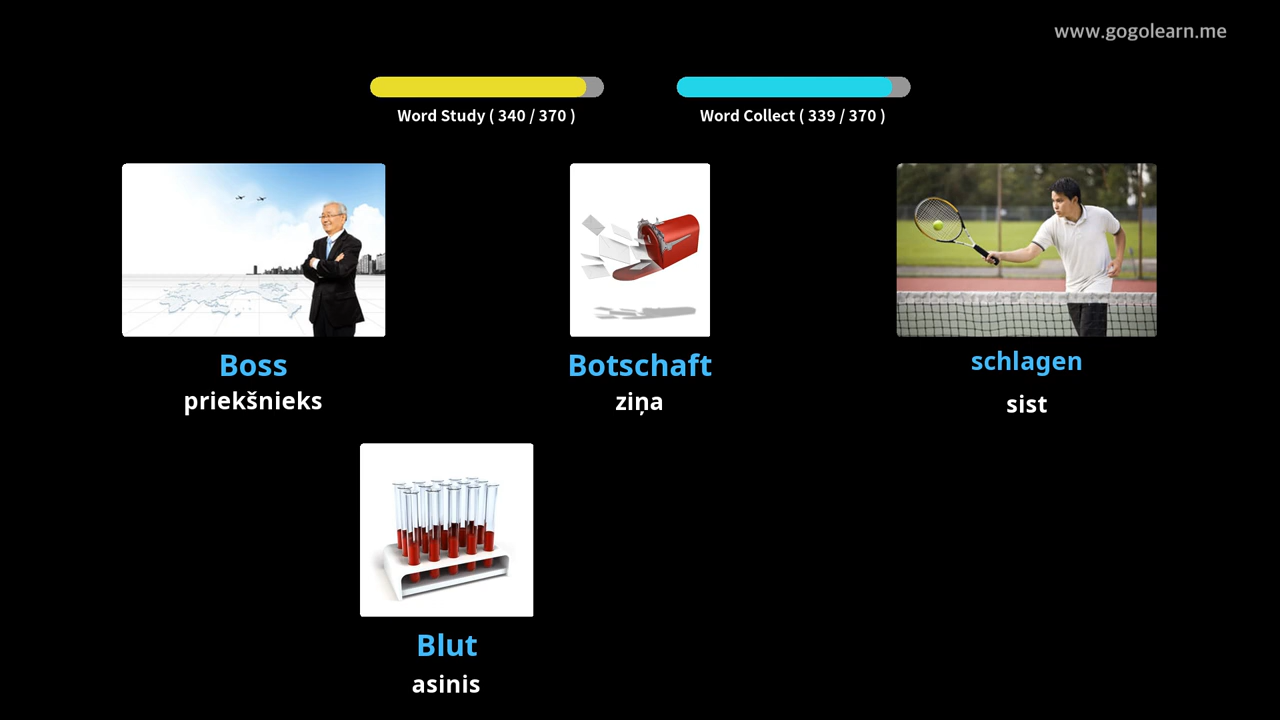 www.gogolearn.me
Word Study ( 340 / 370 )
Word Collect ( 339 / 370 )
Boss
priekšnieks
Botschaft
ziņa
schlagen
sist
Blut
asinis